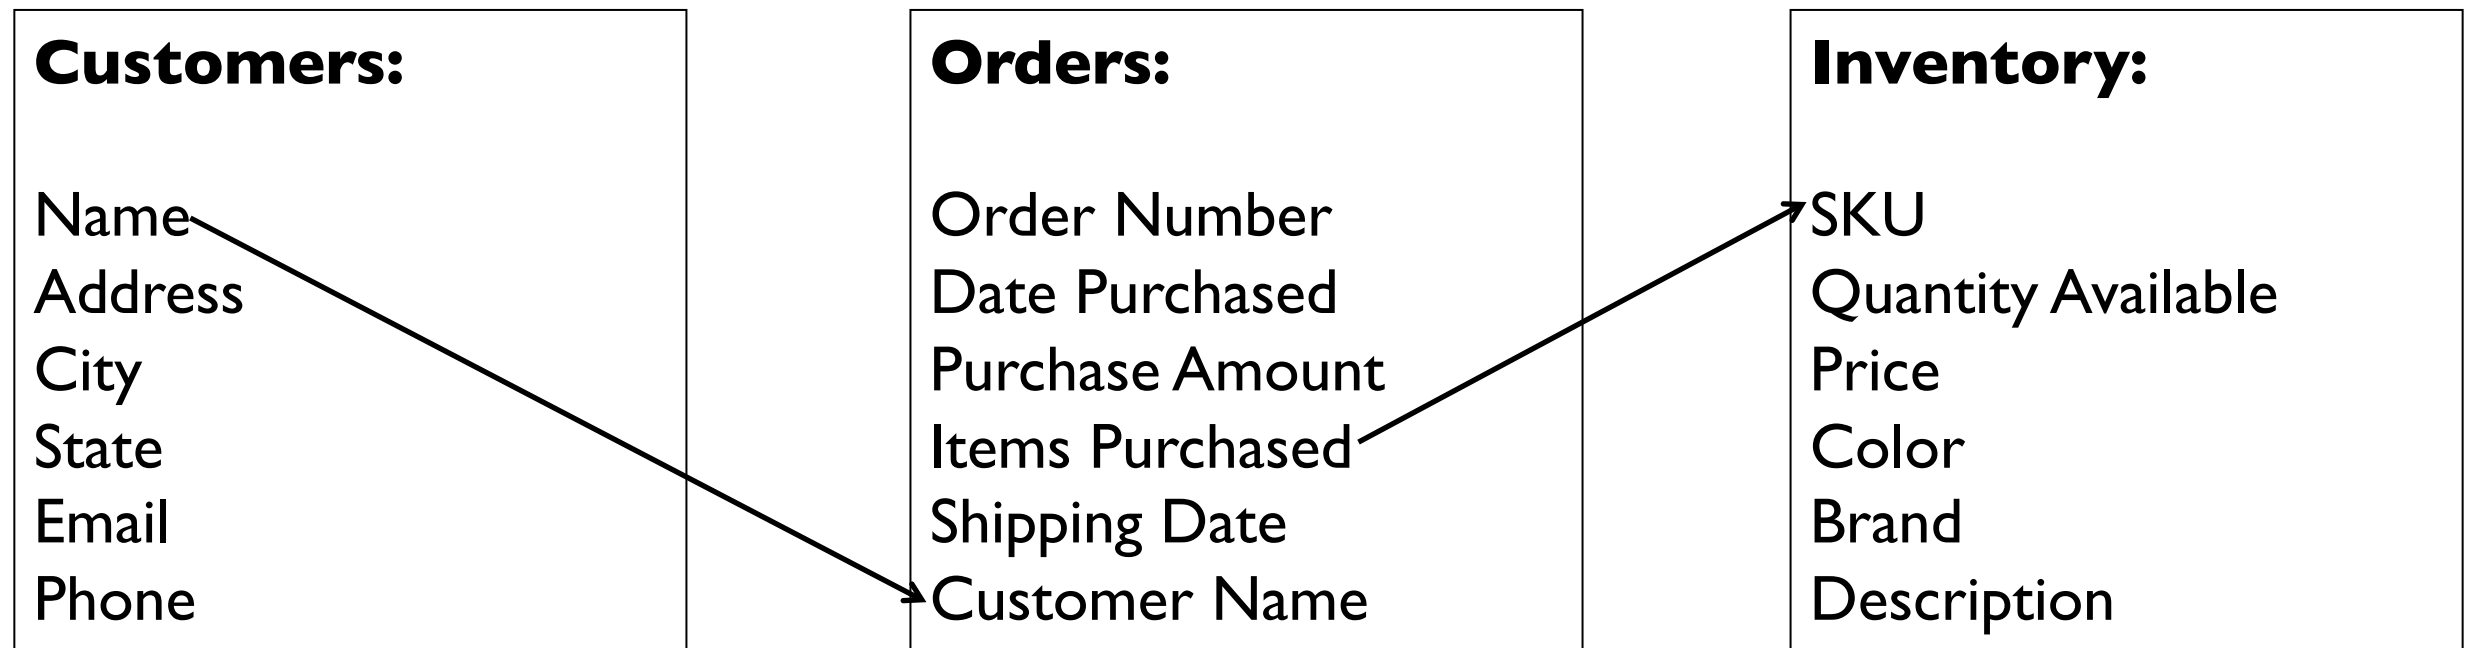 Customers:
Name
Address
City
State
Email
Phone
Orders:
Order Number
Date Purchased
Purchase Amount
Items Purchased
Shipping Date
Customer Name
Inventory:
SKU
Quantity Available
Price
Color
Brand
Description